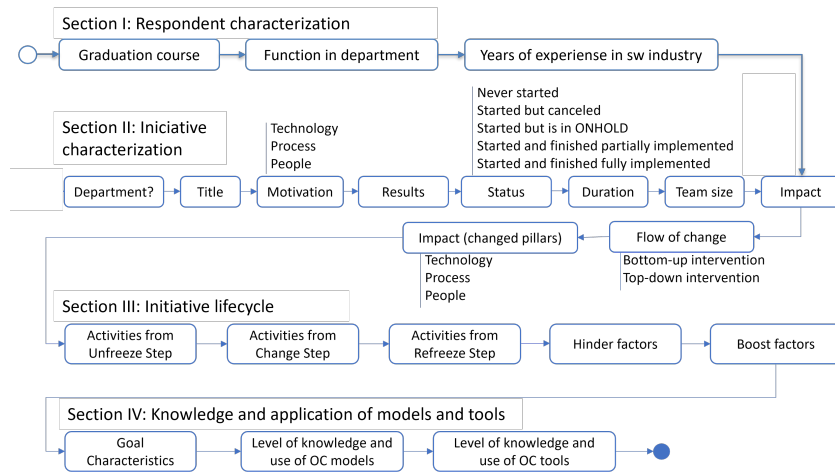 Section I: Respondent characterization
Graduation course
Function in department
Years of experiense in sw industry
Never started
Started but canceled
Started but is in ONHOLD
Started and finished partially implemented
Started and finished fully implemented
Section II: Iniciative
characterization
Technology
Process
People
Department?
Title
Motivation
Results
Status
Duration
Team size
Impact
Impact (changed pillars)
Flow of change
Technology
Process
People
Bottom-up intervention
Top-down intervention
Section III: Initiative lifecycle
Activities from
Unfreeze Step
Activities from
Change Step
Activities from
Refreeze Step
Hinder factors
Boost factors
Section IV: Knowledge and application of models and tools
Goal
Characteristics
Level of knowledge and
use of OC models
Level of knowledge and
use of OC tools